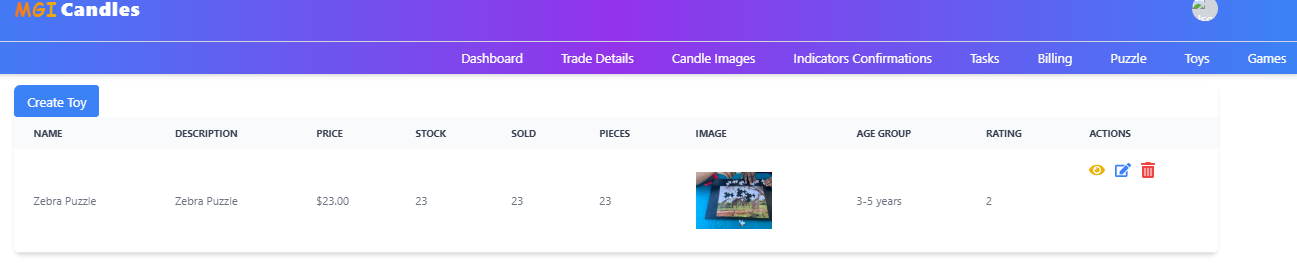 MGI Candles
Dashboard Trade Details Candle Images Indicators Confirmations Tasks Billing Puzzle Toys Games
Create Toy
NAME DESCRIPTION PRICE STOCK SOLD PIECES IMAGE AGE GROUP RATING ACTIONS
Zebra Puzzle Zebra Puzzle $23.00 23 23 23 3-5 years 2